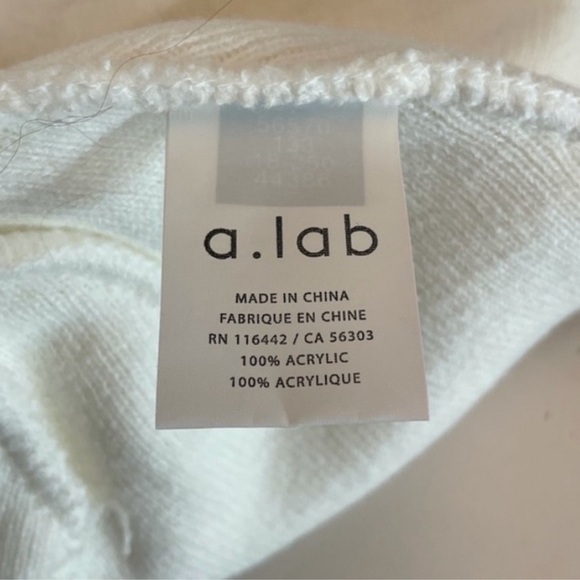 a.lab
MADE IN CHINA
FABRIQUE EN CHINE
RN 116442 / CA 56303
100% ACRYLIC
100% ACRYLIQUE